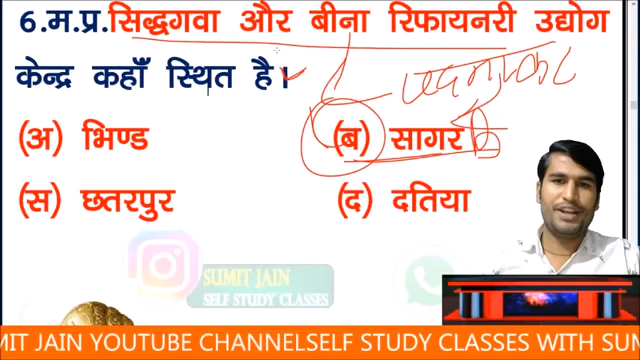 6.म.प्र.सिद्धगवा और बीना रिफायनरी उद्योग
केन्द्र कहाँ स्थित है।
(अ) भिण्ड
(ब) सागर
(स) छतरपुर
(द) दतिया
SUMIT JAIN
SELF STUDY CLASSES
MIT JAIN YOUTUBE CHANNELSELF STUDY CLASSES WITH SUM